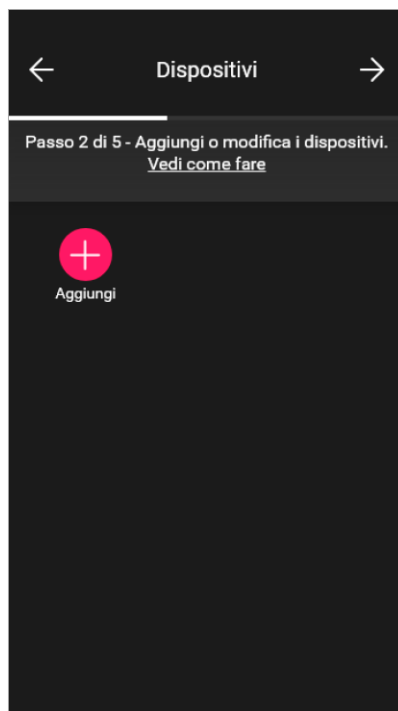 Dispositivi
Passo 2 di 5 - Aggiungi o modifica i dispositivi.
Vedi come fare
Aggiungi